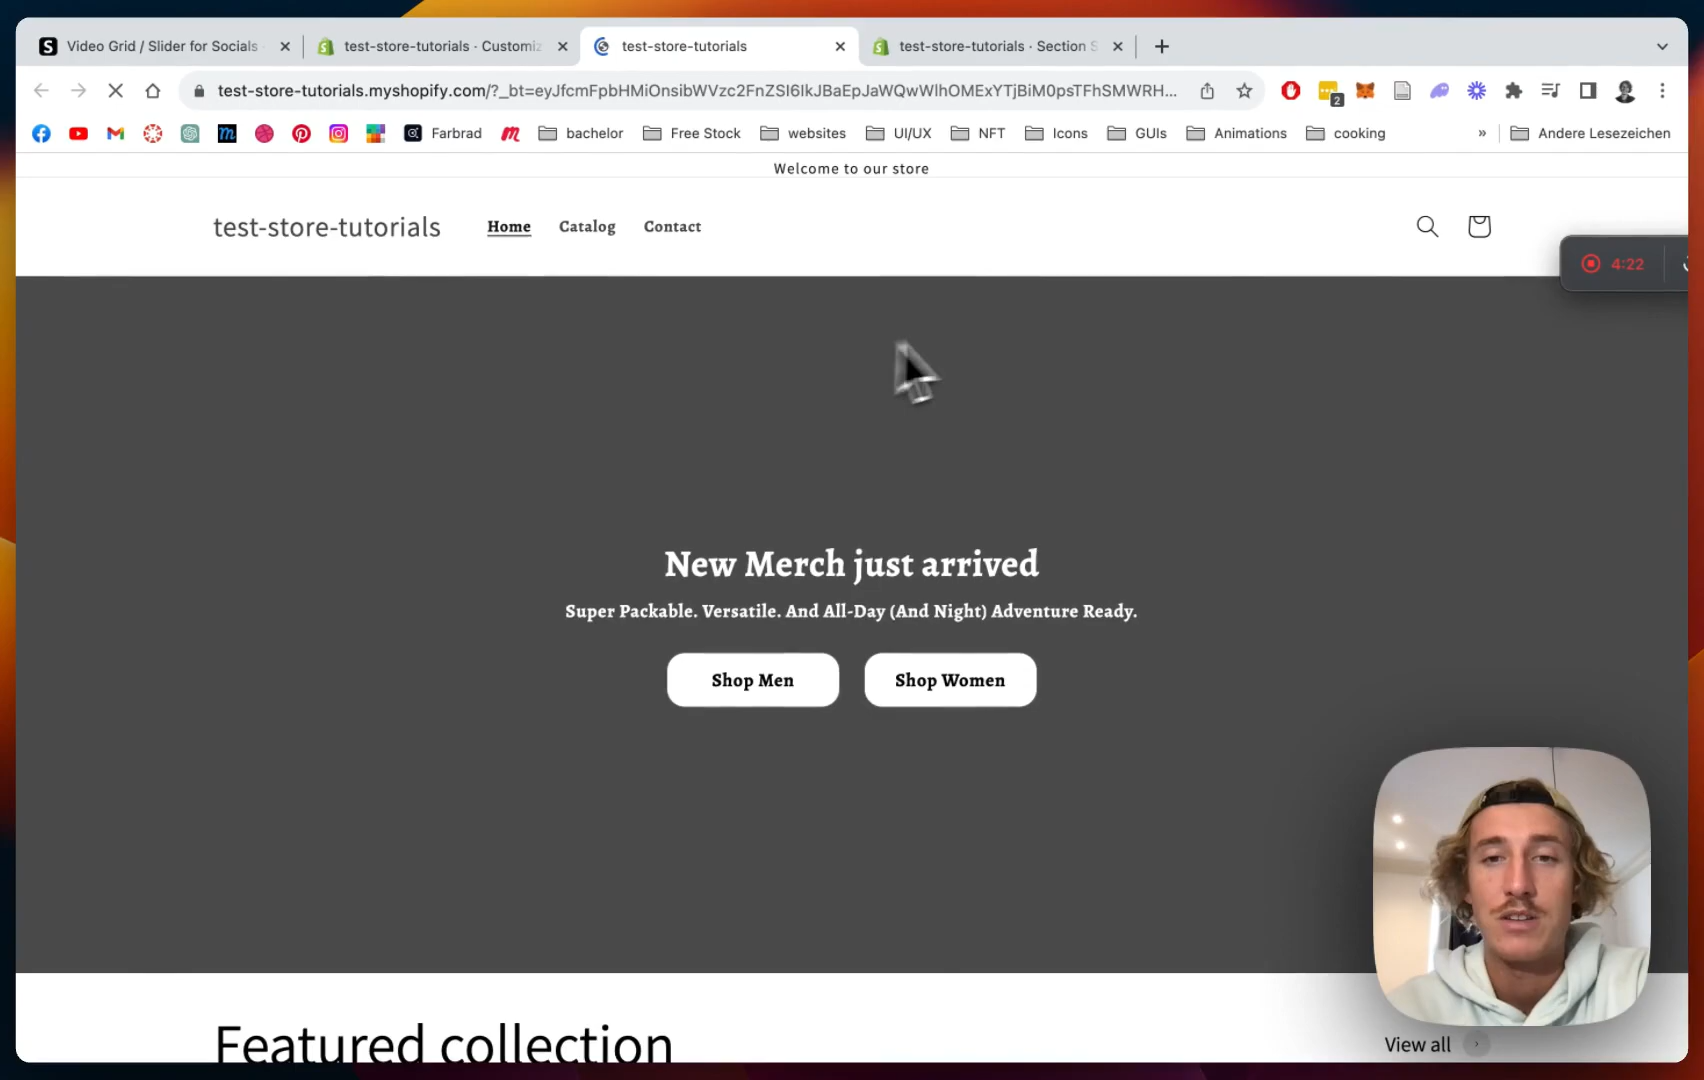 Video Grid / Slider for Socials
test-store-tutorials · Customiz
test-store-tutorials
test-store-tutorials · Section S
test-store-tutorials.myshopify.com/?_bt=eyJfcmFpbHMiOnsibWVzc2FnZSI6IkJBaEpJaWQwWlhOMExYTjBiM0psTFhSMWRH...
2
Farbrad
bachelor
Free Stock
websites
UI/UX
NFT
Icons
GUIs
Animations
cooking
»
Andere Lesezeichen
Welcome to our store
test-store-tutorials
Home
Catalog
Contact
4:22
New Merch just arrived
Super Packable. Versatile. And All-Day (And Night) Adventure Ready.
Shop Men
Shop Women
Featured collection
View all